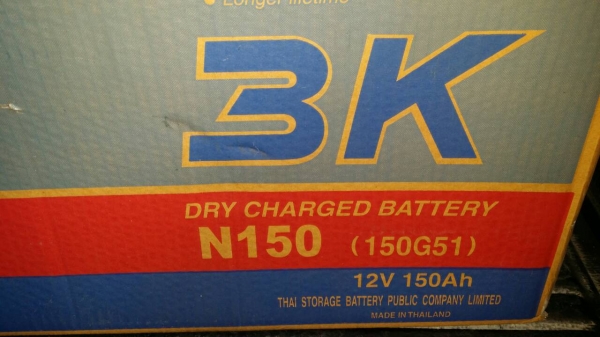 • Longer lifetime
3K
DRY CHARGED BATTERY
N150 (150G51)
12V 150Ah
THAI STORAGE BATTERY PUBLIC COMPANY LIMITED
MADE IN THAILAND